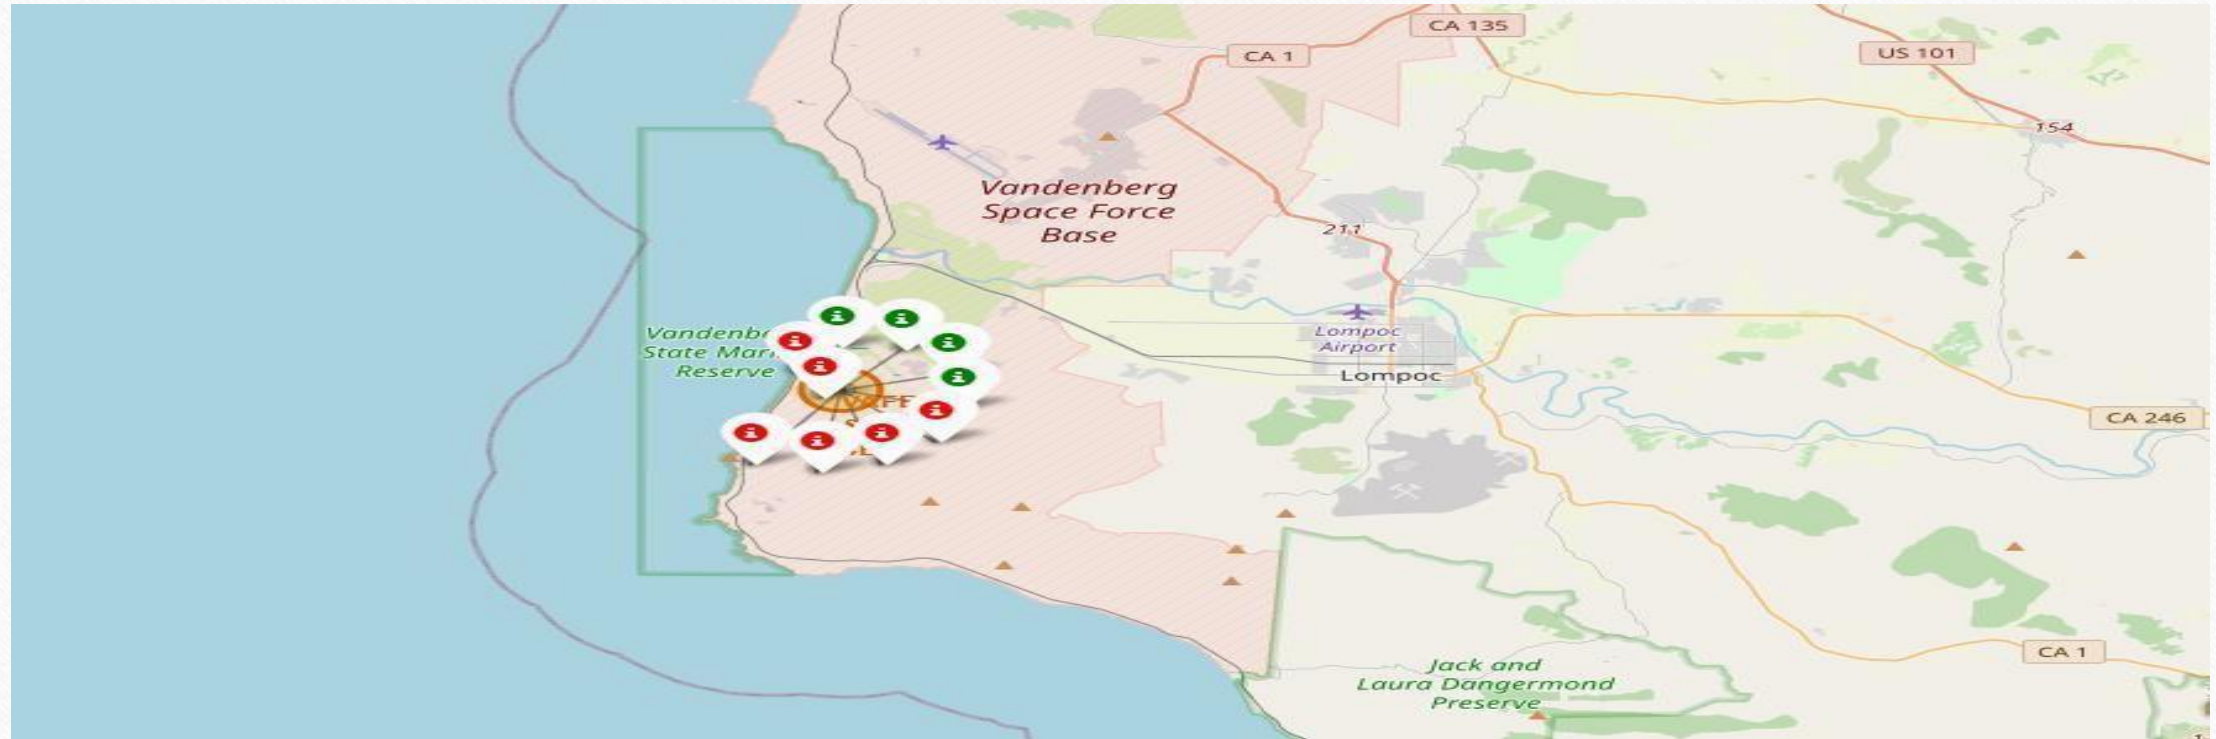 CA 135
CA 1
US 101
154
Vandenberg
Space Force
Base
211
Lompoc
Airport
Lompoc
Reserve
CA 246
CA 1
Jack and
Laura Dangermond
Preserve